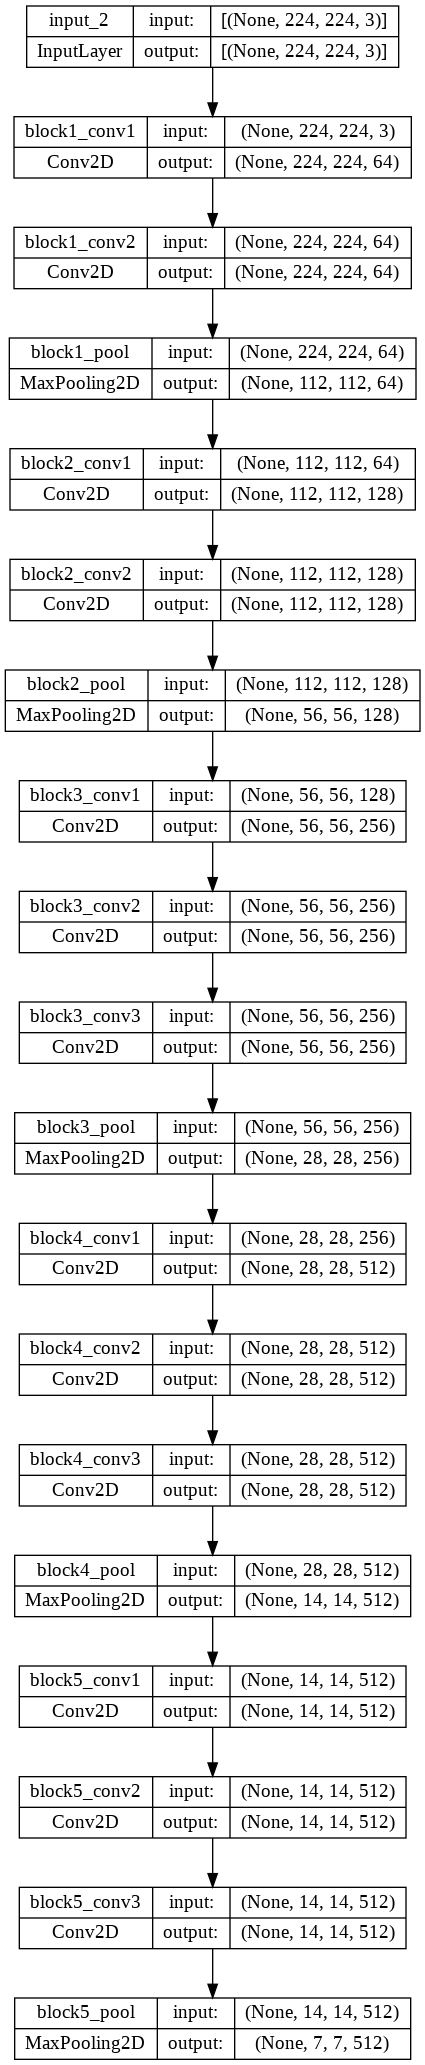 input_2 input: [(None, 224, 224, 3)]
InputLayer output: [(None, 224, 224, 3)]
block1_conv1 input: (None, 224, 224, 3)
Conv2D output: (None, 224, 224, 64)
block1_conv2 input: (None, 224, 224, 64)
Conv2D output: (None, 224, 224, 64)
block1_pool input: (None, 224, 224, 64)
MaxPooling2D output: (None, 112, 112, 64)
block2_conv1 input: (None, 112, 112, 64)
Conv2D output: (None, 112, 112, 128)
block2_conv2 input: (None, 112, 112, 128)
Conv2D output: (None, 112, 112, 128)
block2_pool input: (None, 112, 112, 128)
MaxPooling2D output: (None, 56, 56, 128)
block3_conv1 input: (None, 56, 56, 128)
Conv2D output: (None, 56, 56, 256)
block3_conv2 input: (None, 56, 56, 256)
Conv2D output: (None, 56, 56, 256)
block3_conv3 input: (None, 56, 56, 256)
Conv2D output: (None, 56, 56, 256)
block3_pool input: (None, 56, 56, 256)
MaxPooling2D output: (None, 28, 28, 256)
block4_conv1 input: (None, 28, 28, 256)
Conv2D output: (None, 28, 28, 512)
block4_conv2 input: (None, 28, 28, 512)
Conv2D output: (None, 28, 28, 512)
block4_conv3 input: (None, 28, 28, 512)
Conv2D output: (None, 28, 28, 512)
block4_pool input: (None, 28, 28, 512)
MaxPooling2D output: (None, 14, 14, 512)
block5_conv1 input: (None, 14, 14, 512)
Conv2D output: (None, 14, 14, 512)
block5_conv2 input: (None, 14, 14, 512)
Conv2D output: (None, 14, 14, 512)
block5_conv3 input: (None, 14, 14, 512)
Conv2D output: (None, 14, 14, 512)
block5_pool input: (None, 14, 14, 512)
MaxPooling2D output: (None, 7, 7, 512)